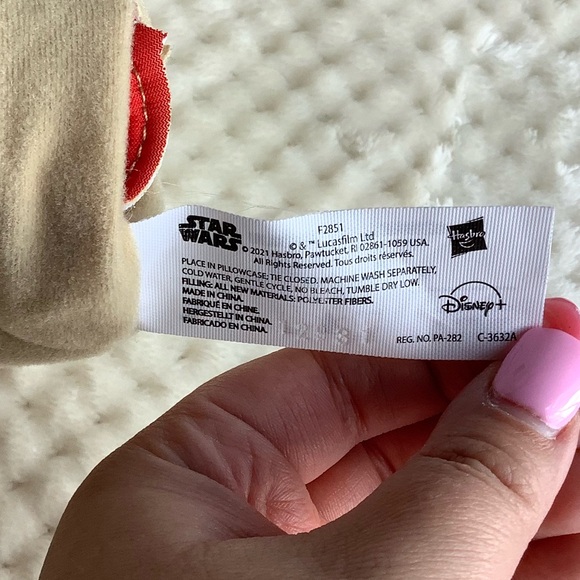 STAR
WARS
F2851
© & ™ Lucasfilm Ltd
© 2021 Hasbro, Pawtucket, RI 02861-1059 USA.
All Rights Reserved. Tous droits réservés.
Hasbro
PLACE IN PILLOWCASE; TIE CLOSED. MACHINE WASH SEPARATELY,
COLD WATER, GENTLE CYCLE, NO BLEACH, TUMBLE DRY LOW.
FILLING: ALL NEW MATERIALS: POLYESTER FIBERS.
MADE IN CHINA.
FABRIQUÉ EN CHINE.
HERGESTELLT IN CHINA.
FABRICADO EN CHINA.
Disney+
REG. NO. PA-282 C-3632A